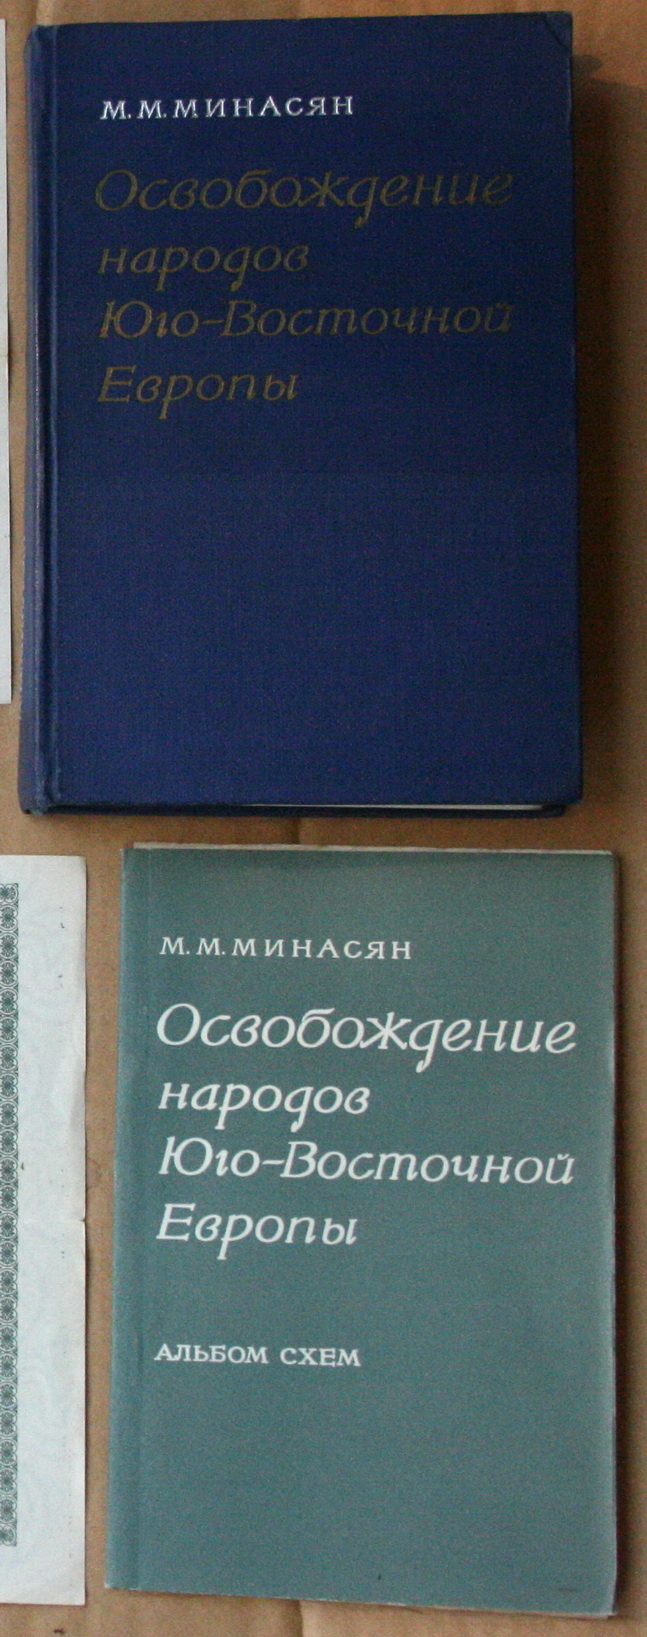 М. М. МИНАСЯН
Освобождение
народов
Юго-Восточной
Европы
М. М. МИНАСЯН
Освобождение
народов
Юго-Восточной
Европы
АЛЬБОМ СХЕМ